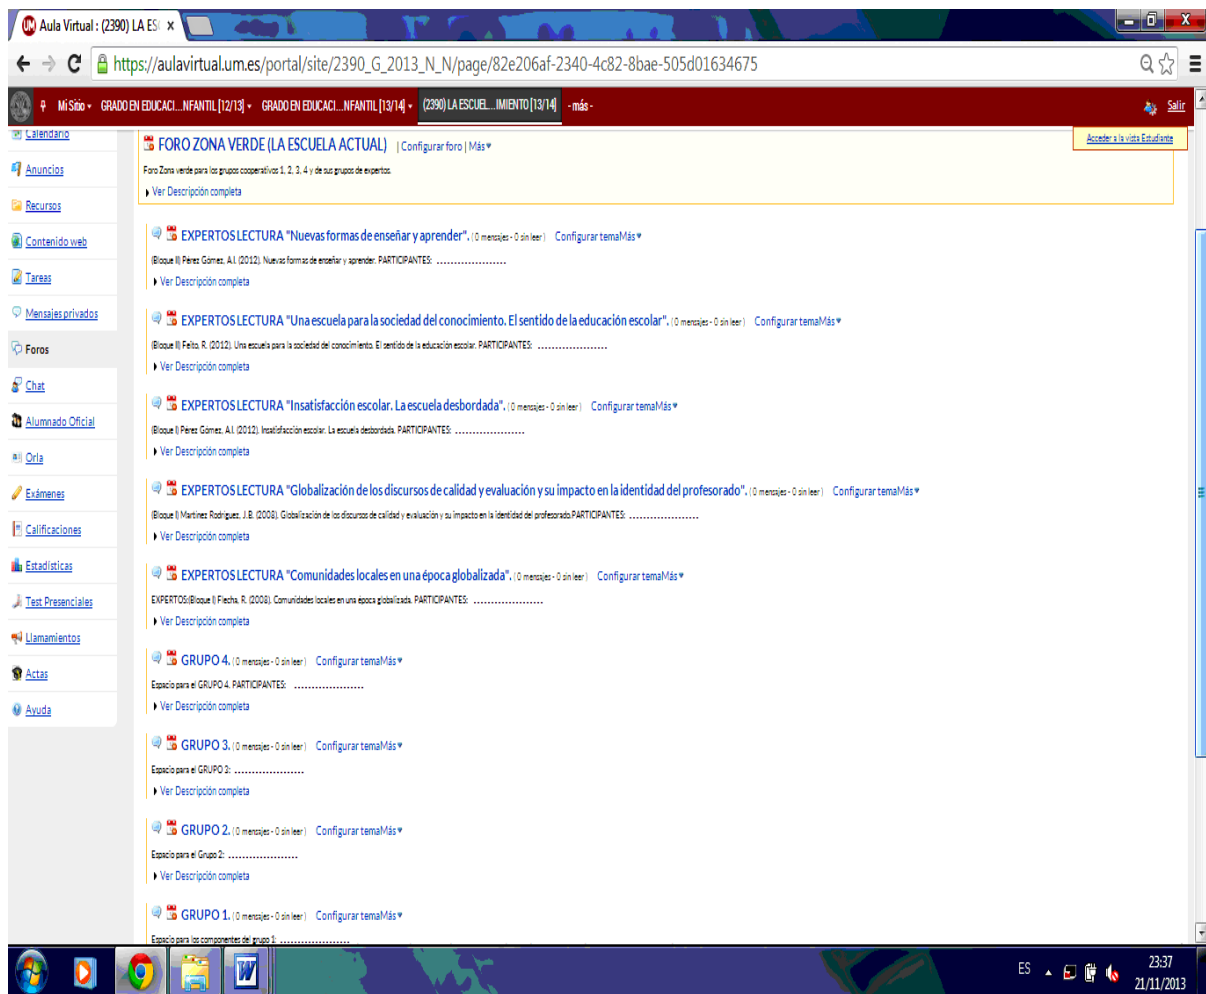 Aula Virtual : (2390) LA ES
https://aulavirtual.um.es/portal/site/2390_G_2013_N_N/page/82e206af-2340-4c82-8bae-505d01634675
Mi Sitio GRADO EN EDUCACI...NFANTIL [12/13] GRADO EN EDUCACI...NFANTIL [13/14] (2390) LA ESCUEL...IMIENTO [13/14] - más - Salir
Acceder a la vista Estudiante
Calendario
Anuncios
Recursos
Contenido web
Tareas
Mensajes privados
Foros
Chat
Alumnado Oficial
Orla
Exámenes
Calificaciones
Estadísticas
Test Presenciales
Llamamientos
Actas
Ayuda
FORO ZONA VERDE (LA ESCUELA ACTUAL) | Configurar foro | Más
Foro Zona verde para los grupos cooperativos 1, 2, 3, 4 y de sus grupos de expertos.
Ver Descripción completa
EXPERTOS LECTURA "Nuevas formas de enseñar y aprender". ( 0 mensajes - 0 sin leer ) Configurar tema Más
(Bloque II) Pérez Gómez, A.I. (2012). Nuevas formas de enseñar y aprender. PARTICIPANTES: ....................
Ver Descripción completa
EXPERTOS LECTURA "Una escuela para la sociedad del conocimiento. El sentido de la educación escolar". ( 0 mensajes - 0 sin leer ) Configurar tema Más
(Bloque II) Feito, R. (2012). Una escuela para la sociedad del conocimiento. El sentido de la educación escolar. PARTICIPANTES: ....................
Ver Descripción completa
EXPERTOS LECTURA "Insatisfacción escolar. La escuela desbordada". ( 0 mensajes - 0 sin leer ) Configurar tema Más
(Bloque I) Pérez Gómez, A.I. (2012). Insatisfacción escolar. La escuela desbordada. PARTICIPANTES: ....................
Ver Descripción completa
EXPERTOS LECTURA "Globalización de los discursos de calidad y evaluación y su impacto en la identidad del profesorado". ( 0 mensajes - 0 sin leer ) Configurar tema Más
(Bloque I) Martínez Rodríguez, J.B. (2008). Globalización de los discursos de calidad y evaluación y su impacto en la identidad del profesorado.PARTICIPANTES: ....................
Ver Descripción completa
EXPERTOS LECTURA "Comunidades locales en una época globalizada". ( 0 mensajes - 0 sin leer ) Configurar tema Más
EXPERTOS:(Bloque I) Flecha, R. (2008). Comunidades locales en una época globalizada. PARTICIPANTES: ....................
Ver Descripción completa
GRUPO 4. ( 0 mensajes - 0 sin leer ) Configurar tema Más
Espacio para el GRUPO 4. PARTICIPANTES: ....................
Ver Descripción completa
GRUPO 3. ( 0 mensajes - 0 sin leer ) Configurar tema Más
Espacio para el GRUPO 3: ....................
Ver Descripción completa
GRUPO 2. ( 0 mensajes - 0 sin leer ) Configurar tema Más
Espacio para el Grupo 2: ....................
Ver Descripción completa
GRUPO 1. ( 0 mensajes - 0 sin leer ) Configurar tema Más
Espacio para los componentes del grupo 1: ....................
ES 23:37
21/11/2013